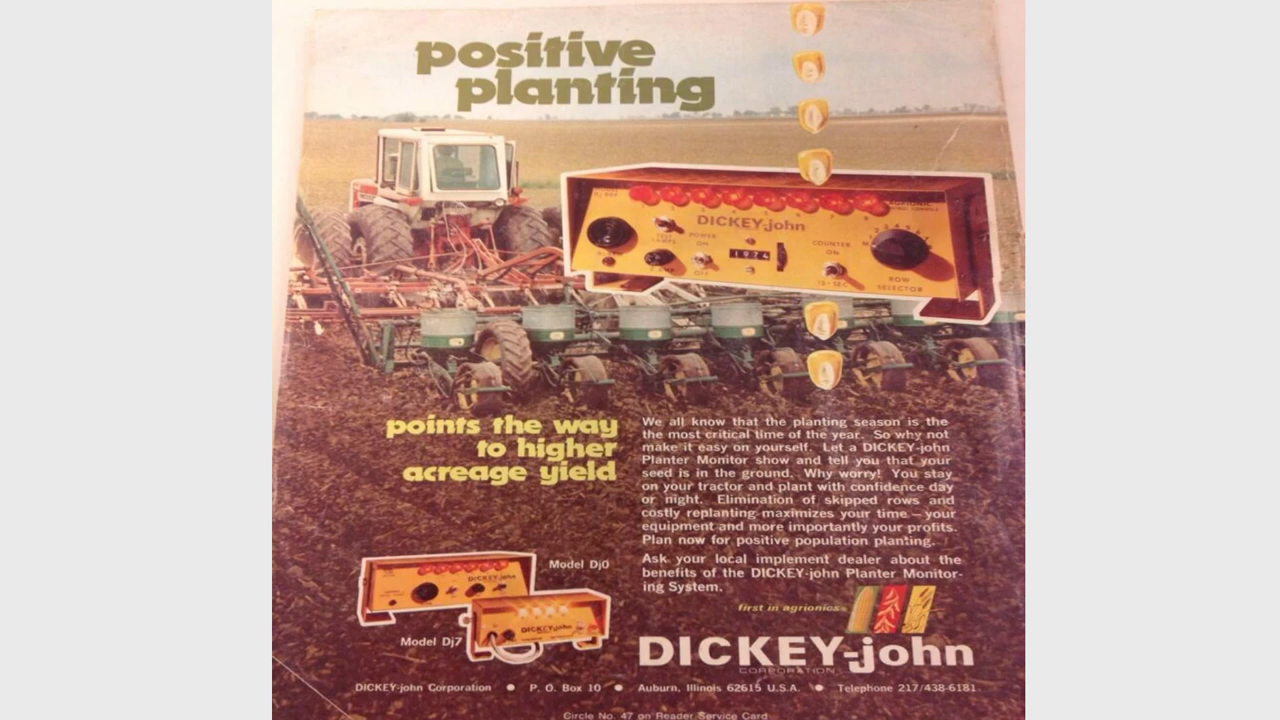 positive
planting
DICKEY-john
TEST
LAMPS
POWER
ON
OFF
1974
COUNTER
ON
ROW
SELECTOR
points the way
to higher
acreage yield
We all know that the planting season is the
the most critical time of the year. So why not
make it easy on yourself. Let a DICKEY-john
Planter Monitor show and tell you that your
seed is in the ground. Why worry! You stay
on your tractor and plant with confidence day
or night. Elimination of skipped rows and
costly replanting maximizes your time – your
equipment and more importantly your profits.
Plan now for positive population planting.
Ask your local implement dealer about the
benefits of the DICKEY-john Planter Monitor-
ing System.
Model Dj0
DICKEY-john
DICKEY-john
Model Dj7
first in agrionics
DICKEY-john
CORPORATION
DICKEY-john Corporation ● P. O. Box 10 ● Auburn, Illinois 62615 U.S.A. ● Telephone 217/438-6181
Circle No. 47 on Reader Service Card